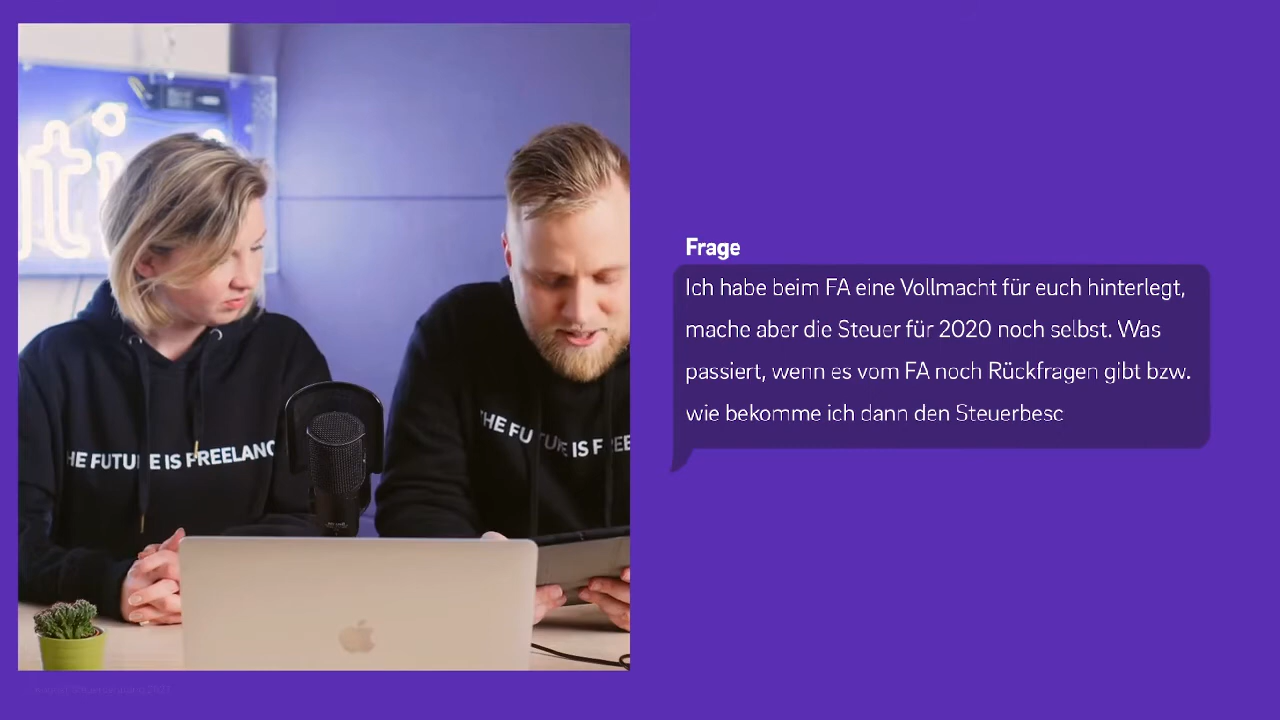 Frage
Ich habe beim FA eine Vollmacht für euch hinterlegt,
mache aber die Steuer für 2020 noch selbst. Was
passiert, wenn es vom FA noch Rückfragen gibt bzw.
wie bekomme ich dann den Steuerbesc
HE FUTURE IS FREELANC
HE FUTURE IS FREE